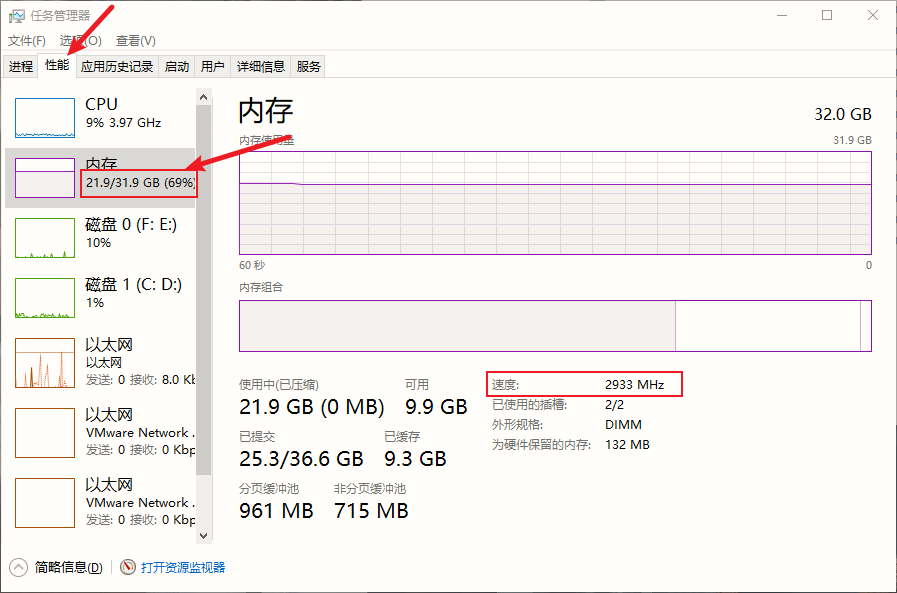 任务管理器
文件(F) 选项(O) 查看(V)
进程 性能 应用历史记录 启动 用户 详细信息 服务
CPU
9% 3.97 GHz
内存
21.9/31.9 GB (69%)
磁盘 0 (F: E:)
10%
磁盘 1 (C: D:)
1%
以太网
以太网
发送: 0 接收: 8.0 Kb
以太网
VMware Network .
发送: 0 接收: 0 Kbp
以太网
VMware Network .
发送: 0 接收: 0 Kbp
内存
32.0 GB
内存使用量
31.9 GB
60 秒
0
内存组合
使用中(已压缩)
21.9 GB (0 MB)
可用
9.9 GB
已提交
25.3/36.6 GB
已缓存
9.3 GB
分页缓冲池
961 MB
非分页缓冲池
715 MB
速度: 2933 MHz
已使用的插槽: 2/2
外形规格: DIMM
为硬件保留的内存: 132 MB
简略信息(D)
打开资源监视器